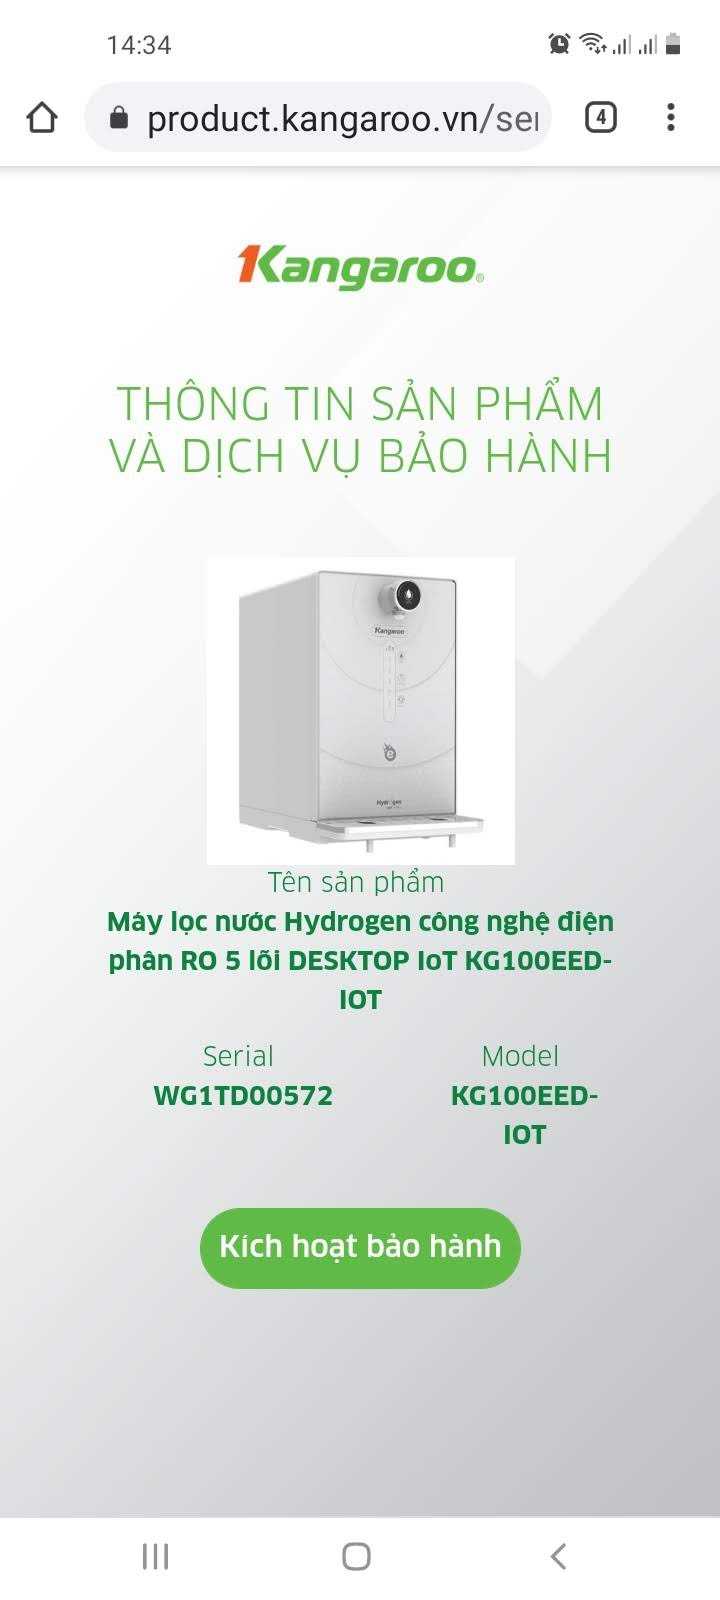 14:34
4
product.kangaroo.vn/ser
Kangaroo®
THÔNG TIN SẢN PHẨM
VÀ DỊCH VỤ BẢO HÀNH
Kangaroo
Hydrogen
Tên sản phẩm
Máy lọc nước Hydrogen công nghệ điện
phân RO 5 lõi DESKTOP IoT KG100EED-
IOT
Serial
Model
WG1TD00572
KG100EED-
IOT
Kích hoạt bảo hành